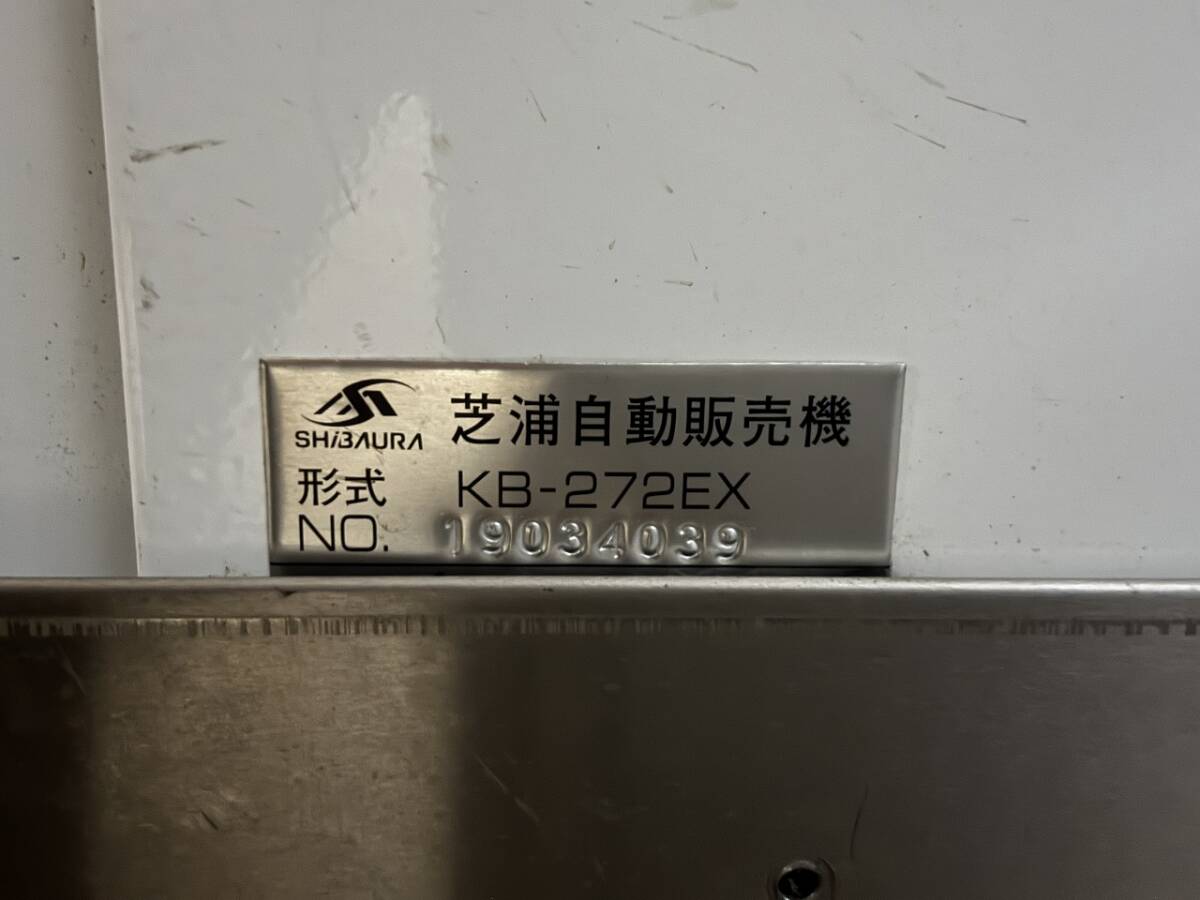 SHiBAURA 芝浦自動販売機
形式 KB-272EX
NO. 19034039